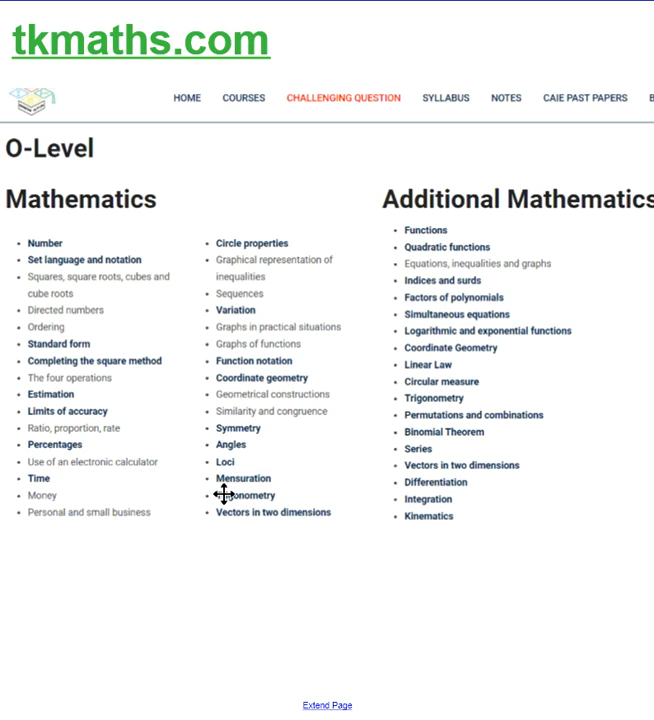 tkmaths.com
HOME COURSES CHALLENGING QUESTION SYLLABUS NOTES CAIE PAST PAPERS
O-Level
Mathematics
Number
Set language and notation
Squares, square roots, cubes and
cube roots
Directed numbers
Ordering
Standard form
Completing the square method
The four operations
Estimation
Limits of accuracy
Ratio, proportion, rate
Percentages
Use of an electronic calculator
Time
Money
Personal and small business
Circle properties
Graphical representation of
inequalities
Sequences
Variation
Graphs in practical situations
Graphs of functions
Function notation
Coordinate geometry
Geometrical constructions
Similarity and congruence
Symmetry
Angles
Loci
Mensuration
Vectors in two dimensions
Additional Mathematics
Functions
Quadratic functions
Equations, inequalities and graphs
Indices and surds
Factors of polynomials
Simultaneous equations
Logarithmic and exponential functions
Coordinate Geometry
Linear Law
Circular measure
Trigonometry
Permutations and combinations
Binomial Theorem
Series
Vectors in two dimensions
Differentiation
Integration
Kinematics
Extend Page